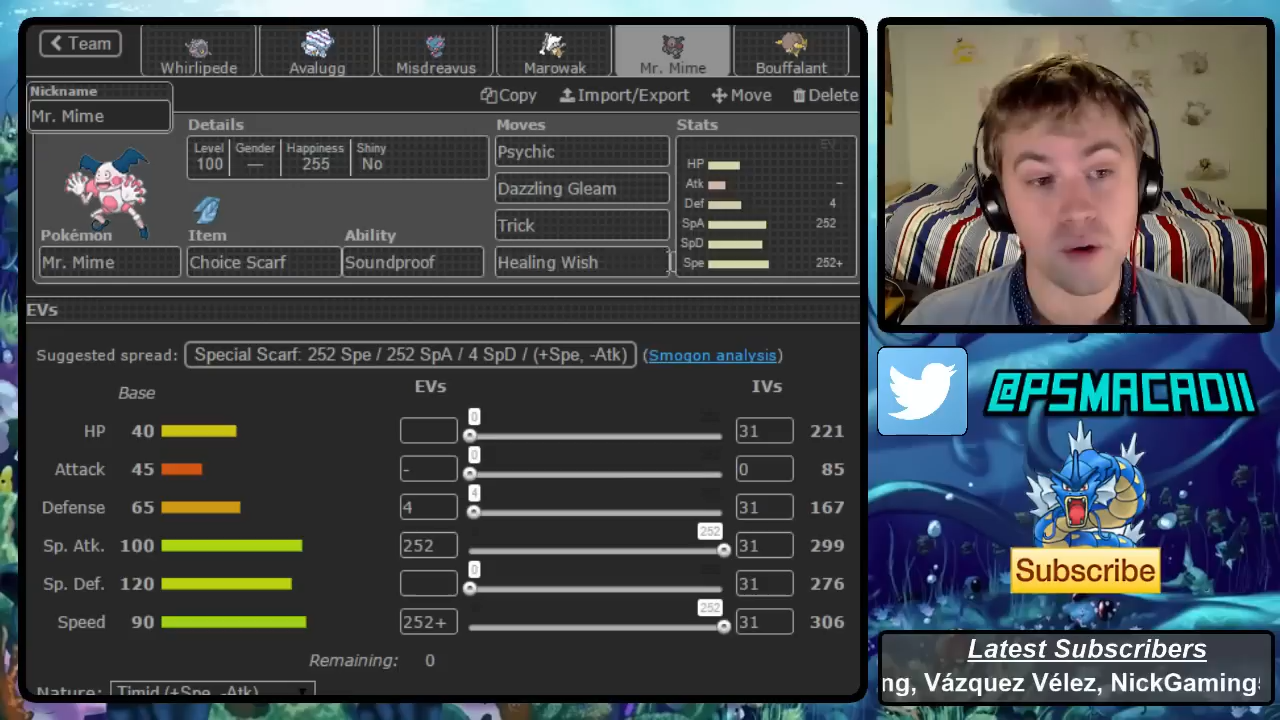 Team
Whirlipede
Avalugg
Misdreavus
Marowak
Mr. Mime
Bouffalant
Nickname
Mr. Mime
Copy
Import/Export
Move
Delete
Details
Level Gender Happiness Shiny
100 — 255 No
Moves
Psychic
Dazzling Gleam
Trick
Healing Wish
Stats
EV
HP
Atk –
Def 4
SpA 252
SpD
Spe 252+
Pokémon
Mr. Mime
Item
Choice Scarf
Ability
Soundproof
EVs
Suggested spread: Special Scarf: 252 Spe / 252 SpA / 4 SpD / (+Spe, -Atk) (Smogon analysis)
Base EVs IVs
HP 40 0 31 221
Attack 45 - 0 0 85
Defense 65 4 4 31 167
Sp. Atk. 100 252 252 31 299
Sp. Def. 120 0 31 276
Speed 90 252+ 252 31 306
Remaining: 0
Nature: Timid (+Spe, -Atk)
@PSMACADII
Subscribe
Latest Subscribers
ng, Vázquez Vélez, NickGaming